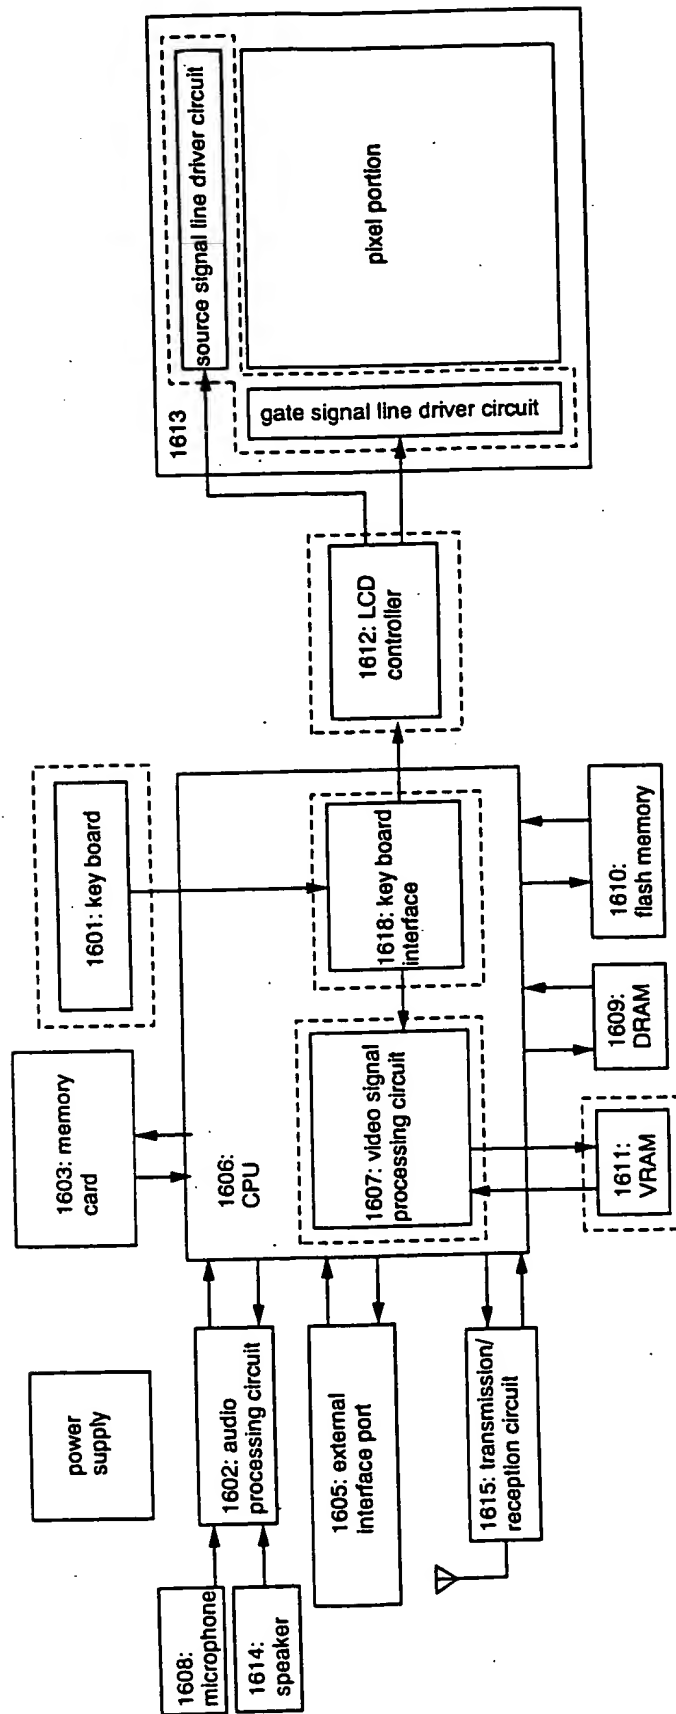 power
supply
1603: memory
card
1601: key board
1608:
microphone
1614:
speaker
1602: audio
processing circuit
1606:
CPU
1605: external
interface port
1607: video signal
processing circuit
1618: key board
interface
1612: LCD
controller
1613
source signal line driver circuit
gate signal line driver circuit
pixel portion
1615: transmission/
reception circuit
1611:
VRAM
1609:
DRAM
1610:
flash memory